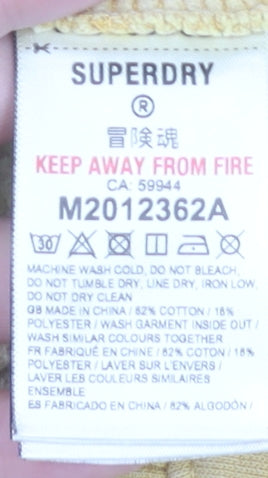 SUPERDRY
®
冒険魂
KEEP AWAY FROM FIRE
CA: 59944
M2012362A
30
MACHINE WASH COLD, DO NOT BLEACH,
DO NOT TUMBLE DRY, LINE DRY, IRON LOW,
DO NOT DRY CLEAN
GB MADE IN CHINA / 82% COTTON / 18%
POLYESTER / WASH GARMENT INSIDE OUT /
WASH SIMILAR COLOURS TOGETHER
FR FABRIQUÉ EN CHINE / 82% COTON / 18%
POLYESTER / LAVER SUR L'ENVERS /
LAVER LES COULEURS SIMILAIRES
ENSEMBLE
ES FABRICADO EN CHINA / 82% ALGODÓN /